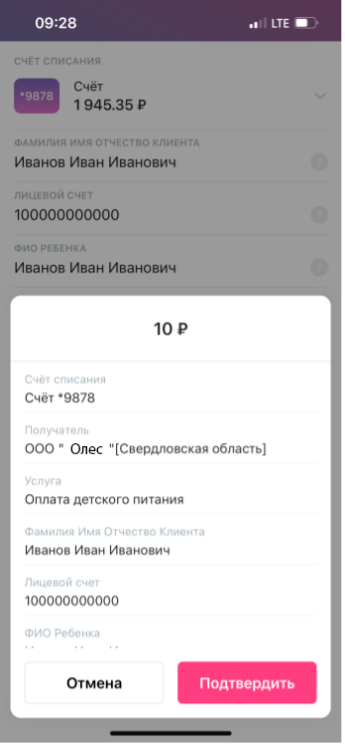 09:28
LTE
СЧЁТ СПИСАНИЯ
*9878
Счёт
1 945.35 ₽
ФАМИЛИЯ ИМЯ ОТЧЕСТВО КЛИЕНТА
Иванов Иван Иванович
?
ЛИЦЕВОЙ СЧЕТ
100000000000
?
ФИО РЕБЕНКА
Иванов Иван Иванович
?
10 ₽
Счёт списания
Счёт *9878
Получатель
ООО " Олес "[Свердловская область]
Услуга
Оплата детского питания
Фамилия Имя Отчество Клиента
Иванов Иван Иванович
Лицевой счет
100000000000
ФИО Ребенка
Отмена
Подтвердить